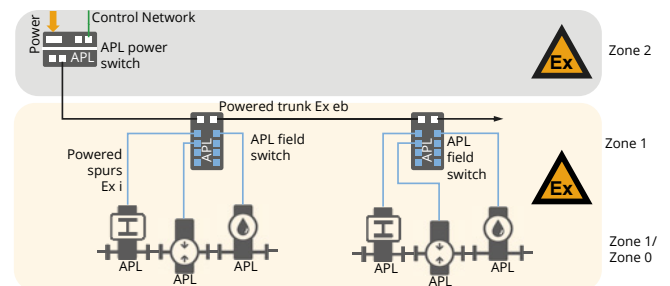 Power
Control Network
APL power
switch
APL
Ex
Zone 2
Powered trunk Ex eb
APL
APL field
switch
APL
APL
field
switch
Zone 1
Powered
spurs
Ex i
Ex
APL
APL
APL
APL
APL
APL
Zone 1/
Zone 0